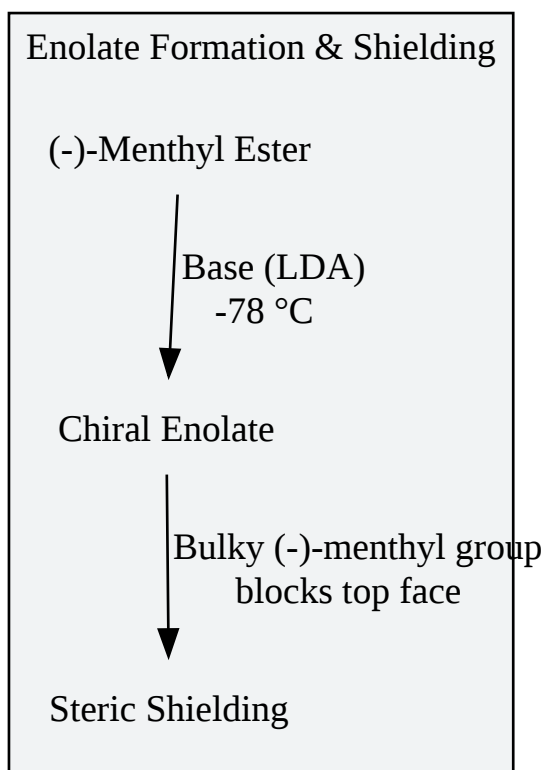 Enolate Formation & Shielding
(-)-Menthyl Ester
Base (LDA)
-78 °C
Chiral Enolate
Bulky (-)-menthyl group
blocks top face
Steric Shielding